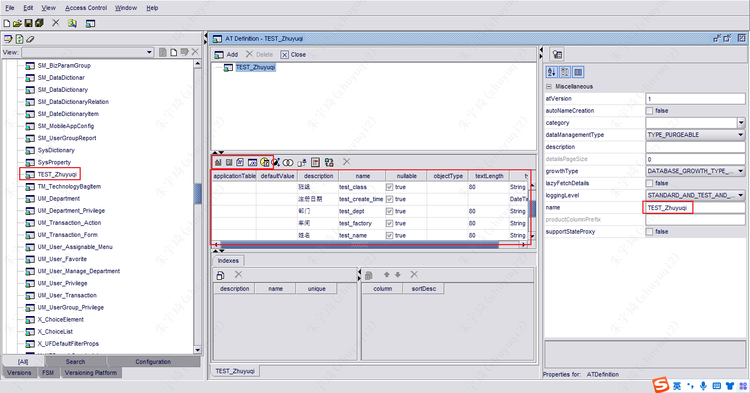 File Edit View Access Control Window Help
View:
SM_BizParamGroup
SM_DataDictionar
SM_DataDictionary
SM_DataDictionaryRelation
SM_DataDictionaryItem
SM_MobileAppConfig
SM_UserGroupReport
SysDictionary
SysProperty
TEST_Zhuyuqi
TM_TechnologyBagItem
UM_Department
UM_Department_Privilege
UM_Transaction_Action
UM_Transaction_Form
UM_User_Assignable_Menu
UM_User_Favorite
UM_User_Manage_Department
UM_User_Privilege
UM_User_Transaction
UM_UserGroup_Privilege
X_ChoiceElement
X_ChoiceList
X_UFDefaultFilterProps
[All] Search Configuration
Versions FSM Versioning Platform
AT Definition - TEST_Zhuyuqi
Add Delete Close
TEST_Zhuyuqi
applicationTable defaultValue description name nullable objectType textLength ty
班次 test_class true 80 String
注册日期 test_create_time true DateTa
部门 test_dept true 80 String
车间 test_factory true 80 String
姓名 test_name true 80 String
Indexes
description name unique
column sortDesc
TEST_Zhuyuqi
Miscellaneous
atVersion 1
autoNameCreation false
category
dataManagementType TYPE_PURGEABLE
description
detailsPageSize 0
growthType DATABASE_GROWTH_TYPE_...
lazyFetchDetails false
loggingLevel STANDARD_AND_TEST_AND_...
name TEST_Zhuyuqi
productColumnPrefix
supportStateProxy false
Properties for: ATDefinition
英